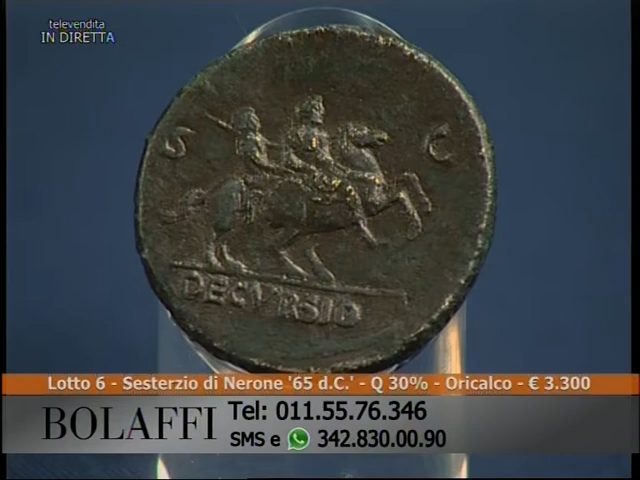 televendita
IN DIRETTA
S C
DECVRSIO
Lotto 6 - Sesterzio di Nerone '65 d.C.' - Q 30% - Oricalco - € 3.300
BOLAFFI
Tel: 011.55.76.346
SMS e 342.830.00.90